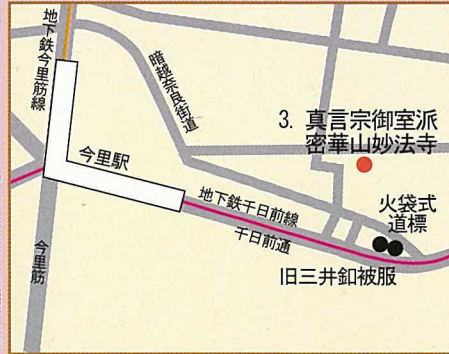 地下鉄今里筋線
暗越奈良街道
3. 真言宗御室派
密華山妙法寺
今里駅
地下鉄千日前線
千日前通
火袋式
道標
今里筋
旧三井釦被服